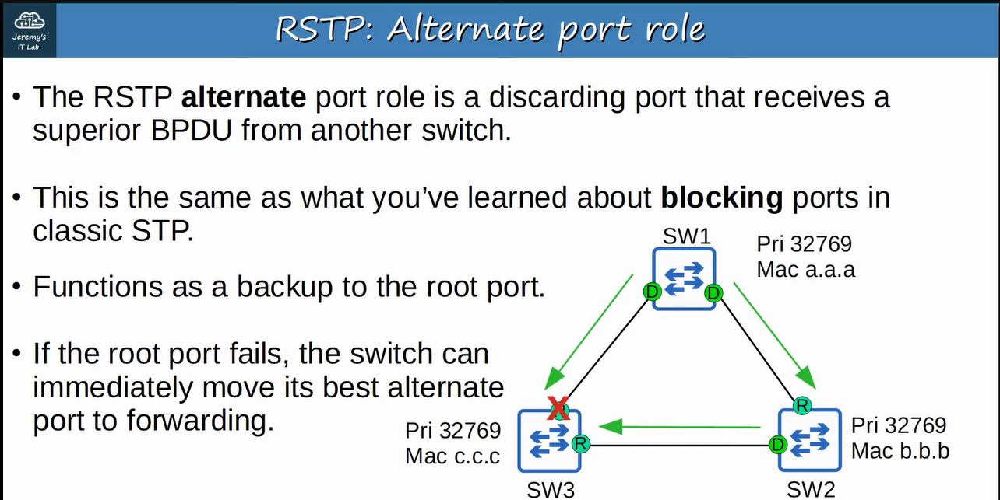 Jeremy's
IT Lab
RSTP: Alternate port role
• The RSTP alternate port role is a discarding port that receives a
superior BPDU from another switch.
• This is the same as what you’ve learned about blocking ports in
classic STP.
• Functions as a backup to the root port.
• If the root port fails, the switch can
immediately move its best alternate
port to forwarding.
SW1
Pri 32769
Mac a.a.a
D
D
R
Pri 32769
Mac c.c.c
R
D
Pri 32769
Mac b.b.b
SW3
SW2